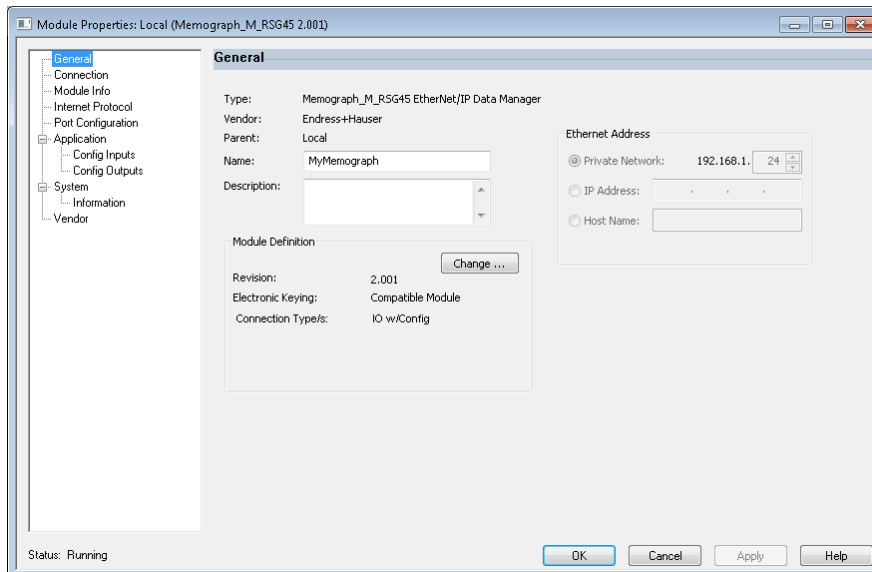 Module Properties: Local (Memograph_M_RSG45 2.001)
General
Connection
Module Info
Internet Protocol
Port Configuration
Application
Config Inputs
Config Outputs
System
Information
Vendor
General
Type: Memograph_M_RSG45 EtherNet/IP Data Manager
Vendor: Endress+Hauser
Parent: Local
Name: MyMemograph
Description:
Module Definition
Change ...
Revision: 2.001
Electronic Keying: Compatible Module
Connection Type/s: IO w/Config
Ethernet Address
Private Network: 192.168.1. 24
IP Address: . . .
Host Name:
Status: Running
OK Cancel Apply Help